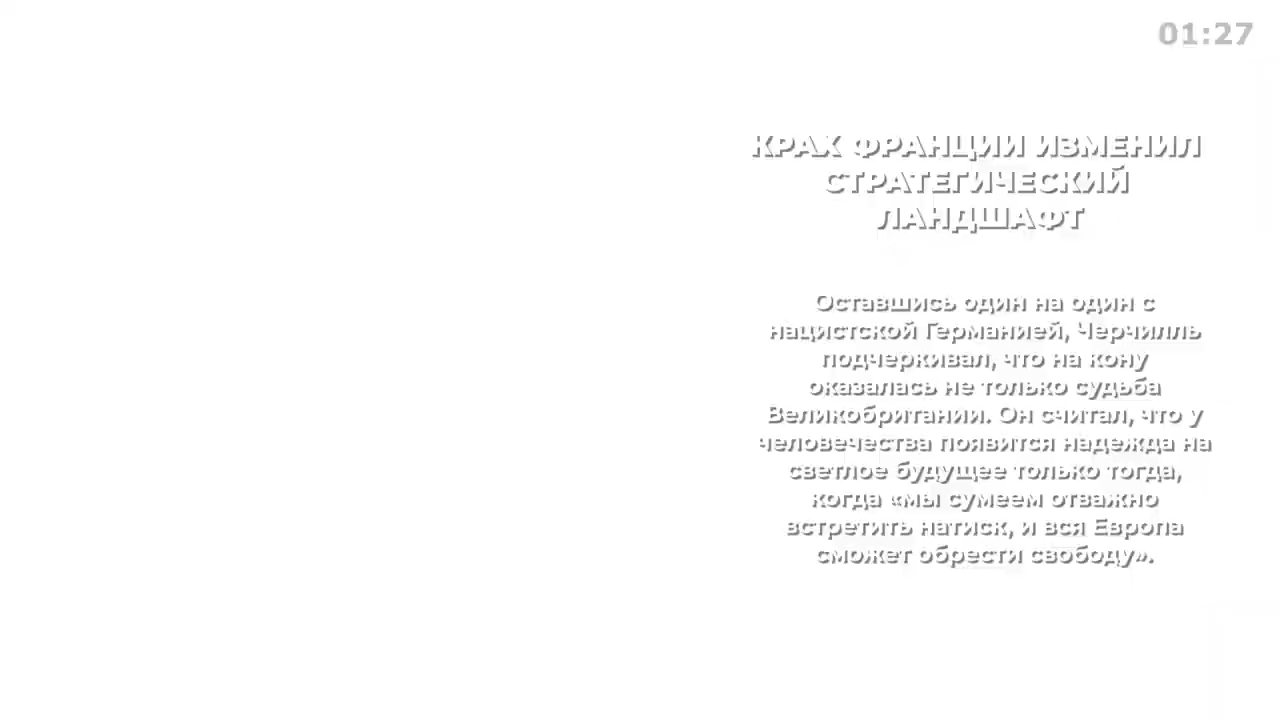 01:27
КРАХ ФРАНЦИИ ИЗМЕНИЛ
СТРАТЕГИЧЕСКИЙ
ЛАНДШАФТ
Оставшись один на один с
нацистской Германией, Черчилль
подчеркивал, что на кону
оказалась не только судьба
Великобритании. Он считал, что у
человечества появится надежда на
светлое будущее только тогда,
когда «мы сумеем отважно
встретить натиск, и вся Европа
сможет обрести свободу».